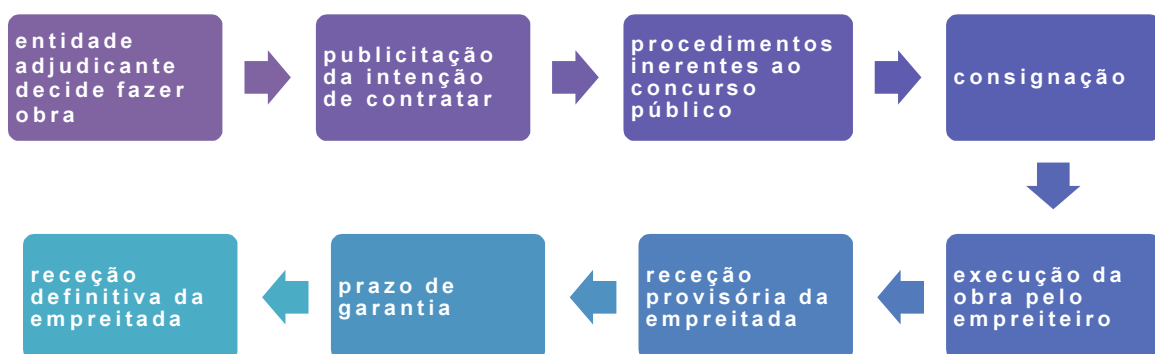 entidade
adjudicante
decide fazer
obra
publicitação
da intenção
de contratar
procedimentos
inerentes ao
concurso
público
consignação
execução da
obra pelo
empreiteiro
receção
provisória da
empreitada
prazo de
garantia
receção
definitiva da
empreitada